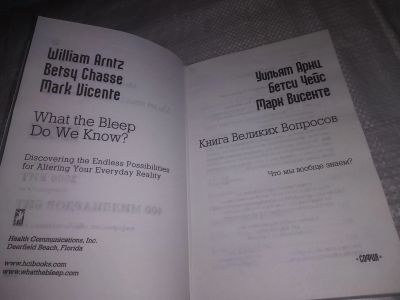 William Arntz
Betsy Chasse
Mark Vicente
What the Bleep
Do We Know?
Discovering the Endless Possibilities
for Altering Your Everyday Reality
Health Communications, Inc.
Deerfield Beach, Florida
www.hcibooks.com
www.whatthebleep.com
Уильям Арнц
Бетси Чейс
Марк Висенте
Книга Великих Вопросов
Что мы вообще знаем?
«СОФИЯ»